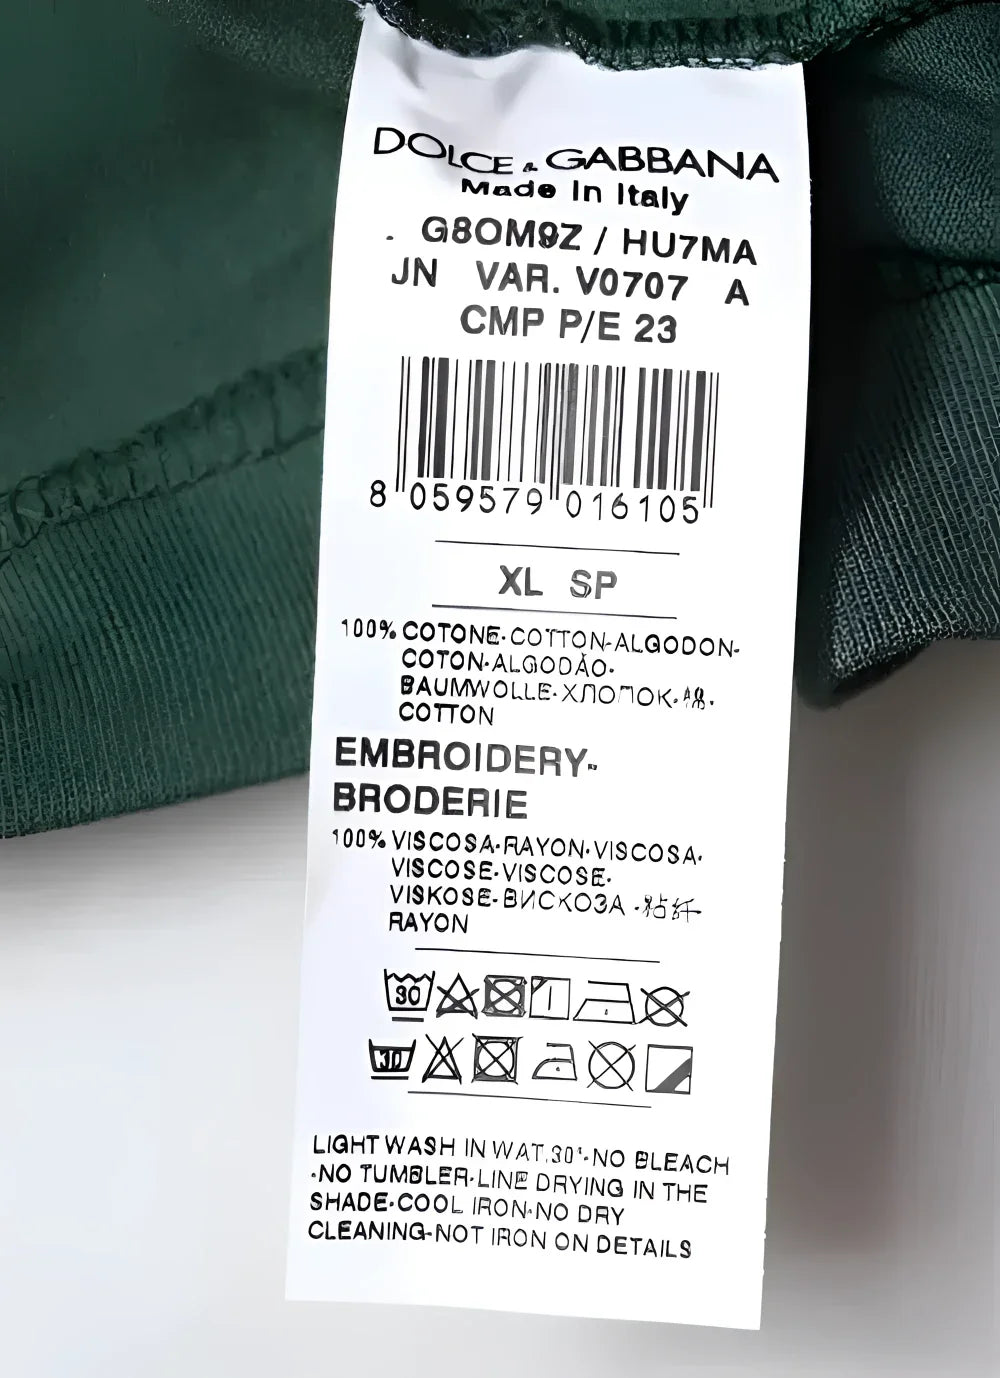 DOLCE & GABBANA
Made in Italy
G8OM9Z / HU7MA
JN VAR. V0707 A
CMP P/E 23
8 059579 016105
XL SP
100% COTONE-COTTON-ALGODON-
COTON-ALGODÃO-
BAUMWOLLE-ХЛОПОК-棉-
COTTON
EMBROIDERY-
BRODERIE
100% VISCOSA-RAYON-VISCOSA-
VISCOSE-VISCOSE-
VISKOSE-ВИСКОЗА-粘纤-
RAYON
30
30
LIGHT WASH IN WAT.30°-NO BLEACH
-NO TUMBLER-LINE DRYING IN THE
SHADE-COOL IRON-NO DRY
CLEANING-NOT IRON ON DETAILS